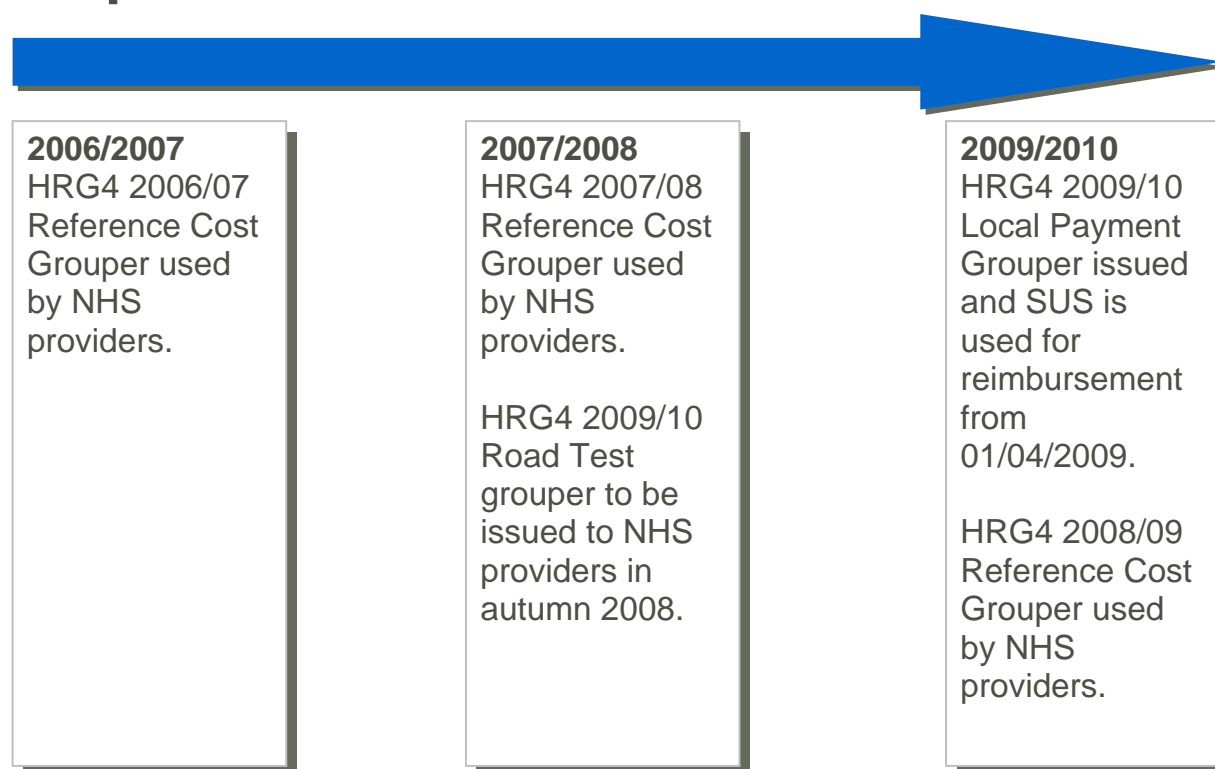 2006/2007
HRG4 2006/07
Reference Cost
Grouper used
by NHS
providers.
2007/2008
HRG4 2007/08
Reference Cost
Grouper used
by NHS
providers.
HRG4 2009/10
Road Test
grouper to be
issued to NHS
providers in
autumn 2008.
2009/2010
HRG4 2009/10
Local Payment
Grouper issued
and SUS is
used for
reimbursement
from
01/04/2009.
HRG4 2008/09
Reference Cost
Grouper used
by NHS
providers.